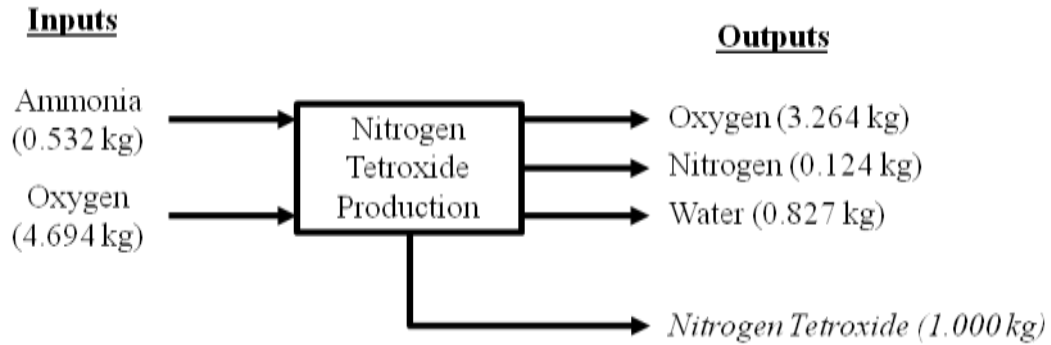 Inputs
Outputs
Ammonia
(0.532 kg)
Oxygen
(4.694 kg)
Nitrogen
Tetroxide
Production
Oxygen (3.264 kg)
Nitrogen (0.124 kg)
Water (0.827 kg)
Nitrogen Tetroxide (1.000 kg)